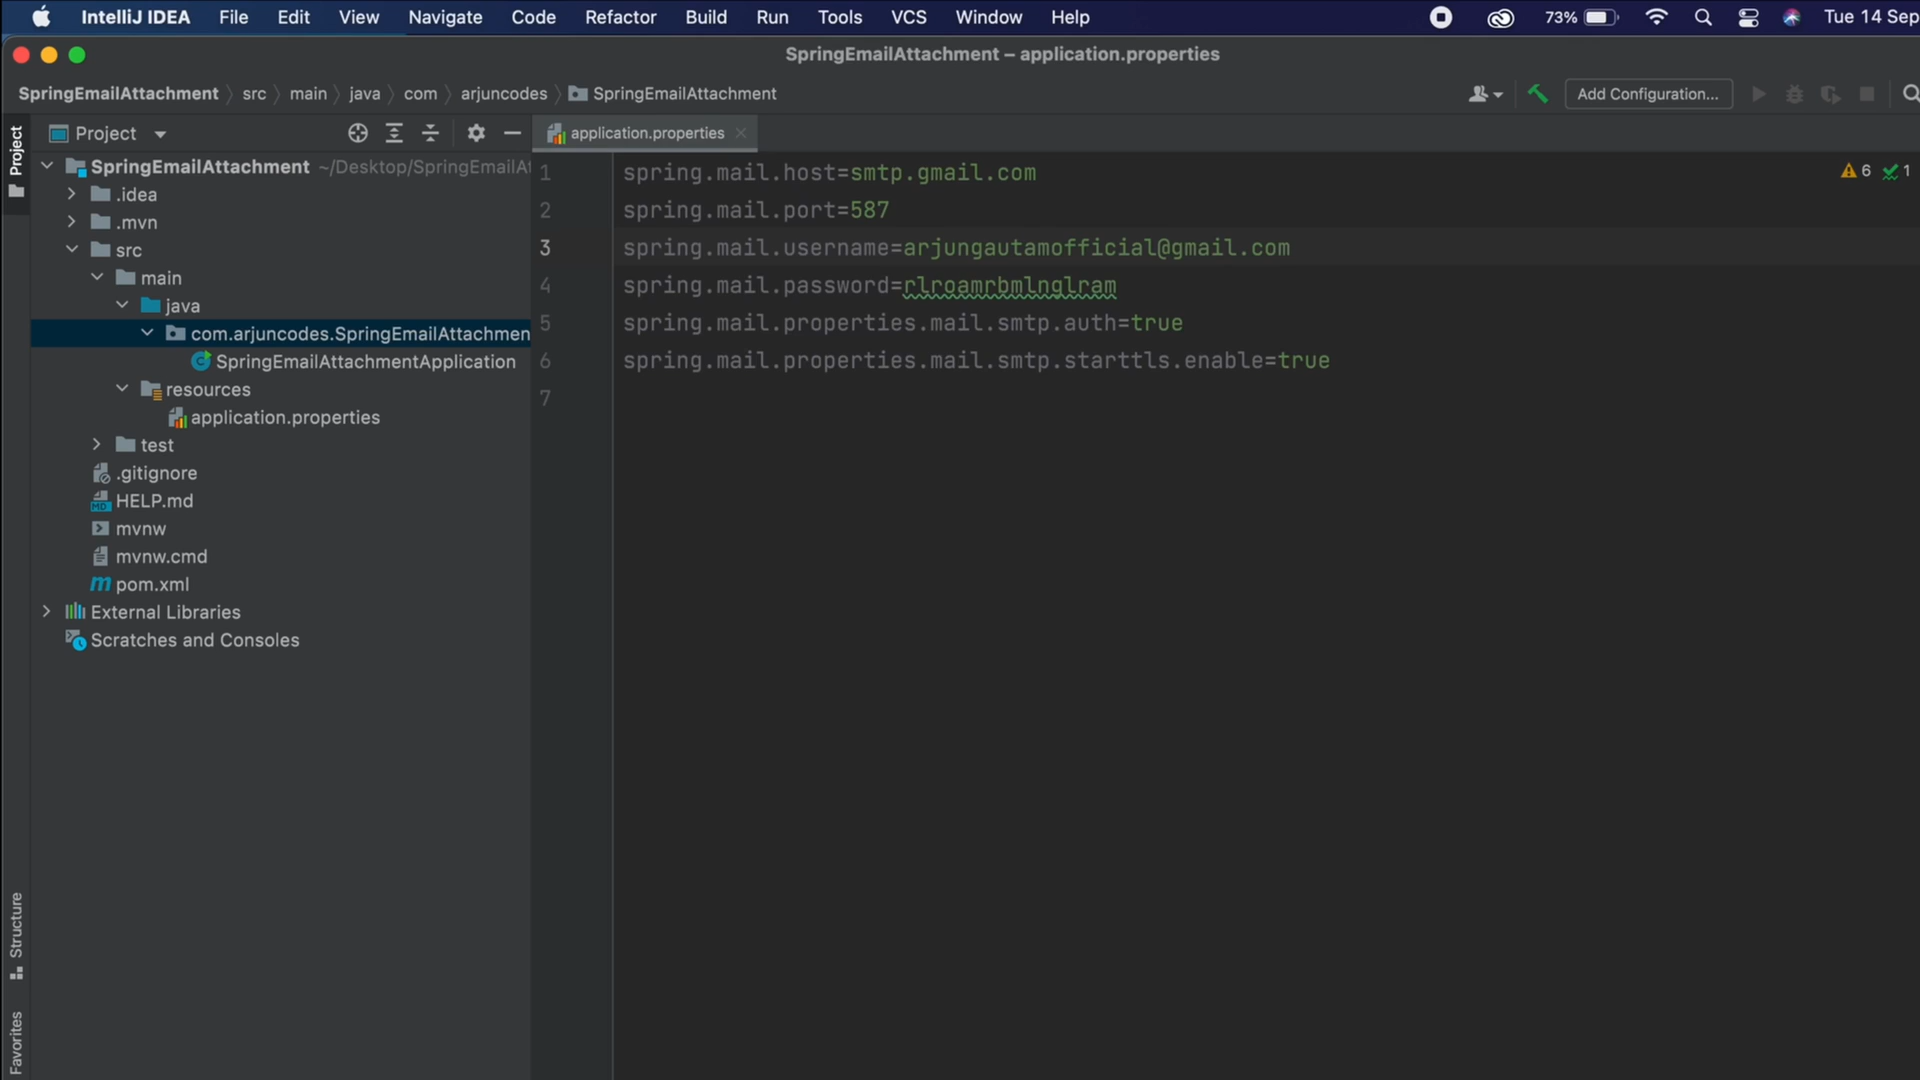 IntelliJ IDEA File Edit View Navigate Code Refactor Build Run Tools VCS Window Help 73% Tue 14 Sep
SpringEmailAttachment – application.properties
SpringEmailAttachment src main java com arjuncodes SpringEmailAttachment Add Configuration...
Project
Project
application.properties
SpringEmailAttachment ~/Desktop/SpringEmailAt
.idea
.mvn
src
main
java
com.arjuncodes.SpringEmailAttachmen
SpringEmailAttachmentApplication
resources
application.properties
test
.gitignore
HELP.md
mvnw
mvnw.cmd
pom.xml
External Libraries
Scratches and Consoles
1 spring.mail.host=smtp.gmail.com
2 spring.mail.port=587
3 spring.mail.username=arjungautamofficial@gmail.com
4 spring.mail.password=rlroamrbmlnglram
5 spring.mail.properties.mail.smtp.auth=true
6 spring.mail.properties.mail.smtp.starttls.enable=true
7
6 1
Structure
Favorites